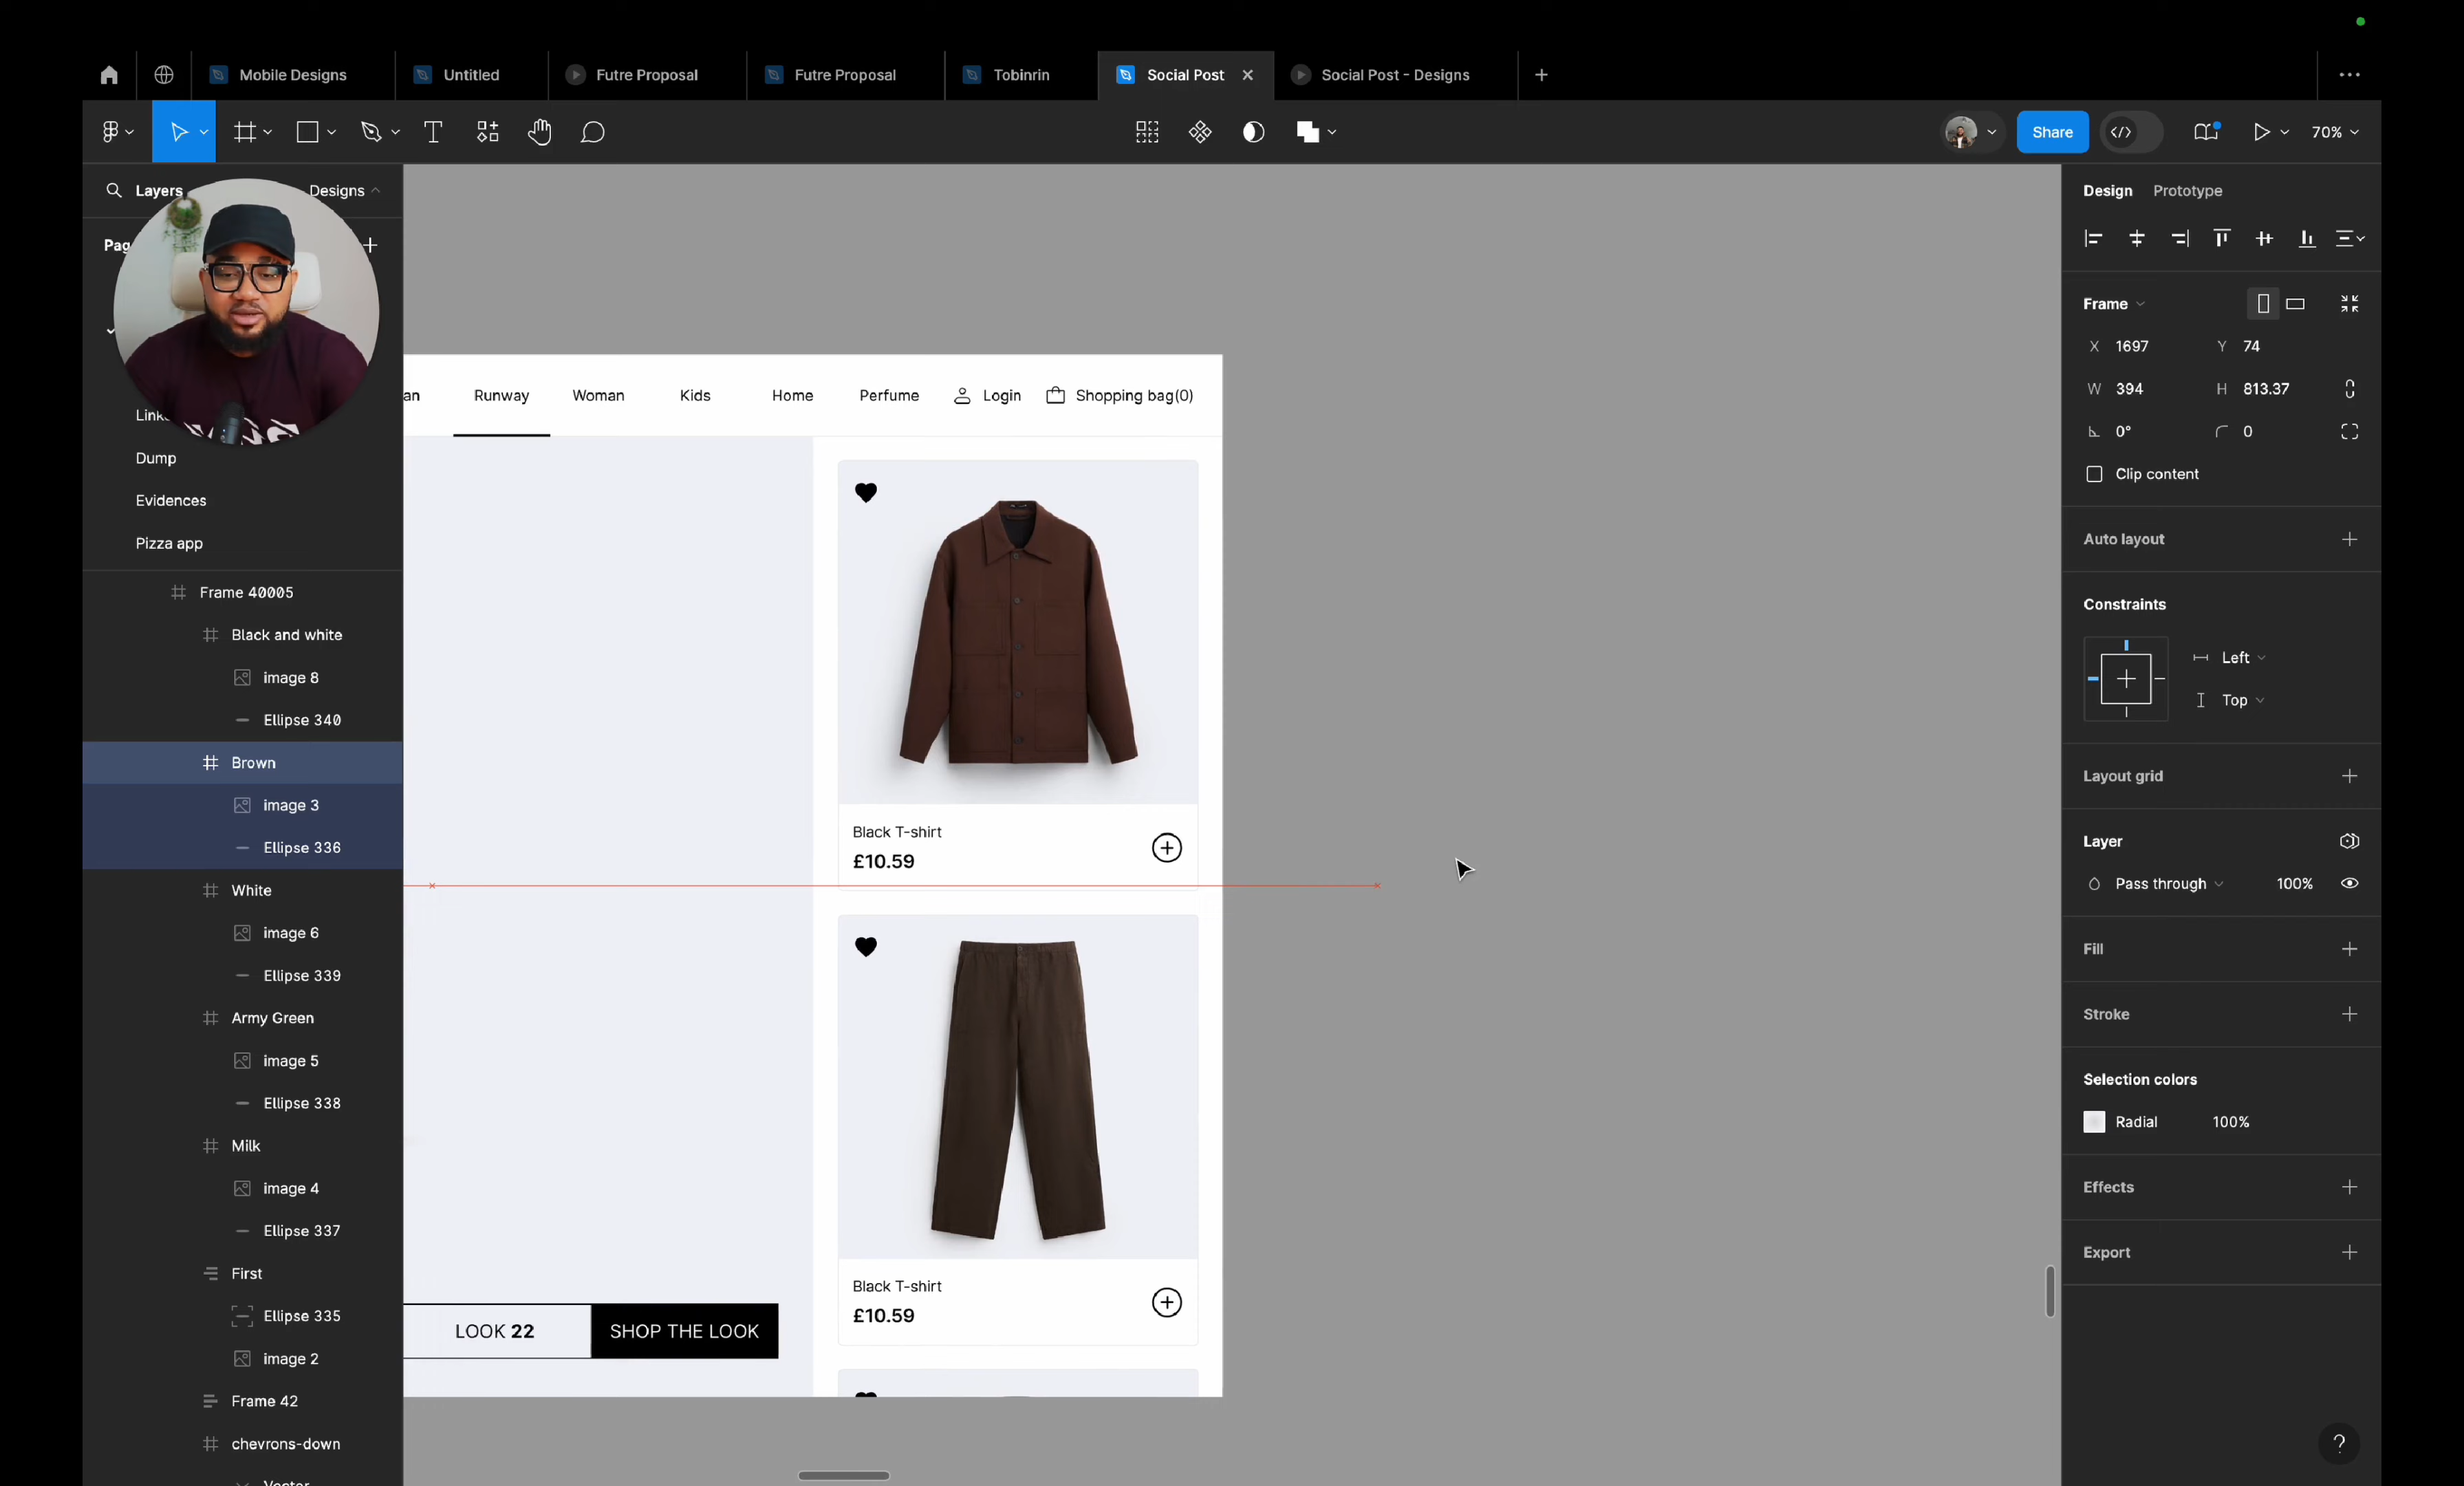 Mobile Designs
Untitled
Futre Proposal
Futre Proposal
Tobinrin
Social Post
Social Post - Designs
Share
70%
Layers
Designs
Pag
Link
Dump
Evidences
Pizza app
Frame 40005
Black and white
image 8
Ellipse 340
Brown
image 3
Ellipse 336
White
image 6
Ellipse 339
Army Green
image 5
Ellipse 338
Milk
image 4
Ellipse 337
First
Ellipse 335
image 2
Frame 42
chevrons-down
an
Runway
Woman
Kids
Home
Perfume
Login
Shopping bag(0)
Black T-shirt
£10.59
Black T-shirt
£10.59
LOOK 22
SHOP THE LOOK
Design
Prototype
Frame
X 1697
Y 74
W 394
H 813.37
0°
0
Clip content
Auto layout
Constraints
Left
Top
Layout grid
Layer
Pass through
100%
Fill
Stroke
Selection colors
Radial
100%
Effects
Export
?